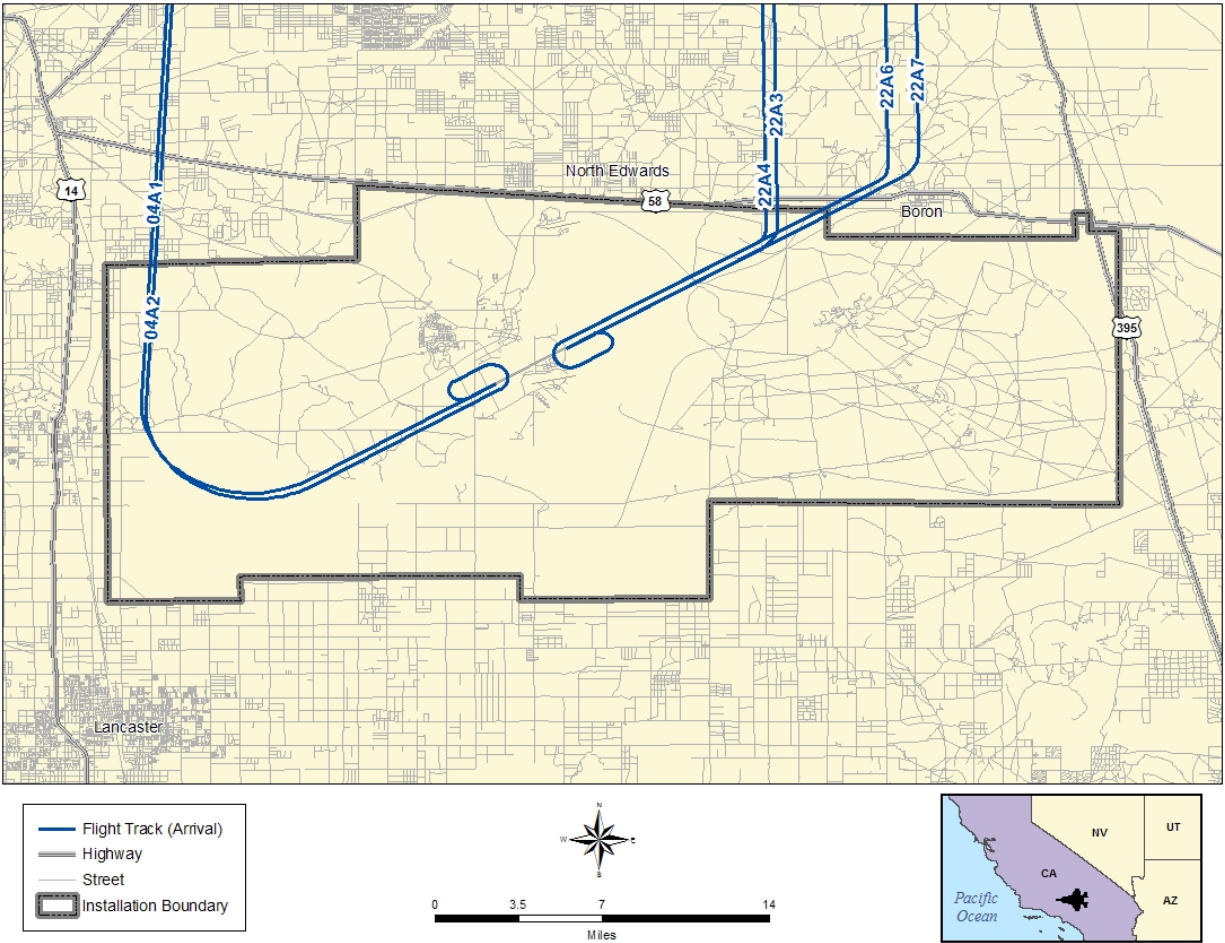 22A6
22A7
22A3
22A4
North Edwards
14
04A1
58
Boron
04A2
395
Lancaster
Flight Track (Arrival)
Highway
Street
Installation Boundary
N
W
E
S
0 3.5 7 14
Miles
NV
UT
CA
AZ
Pacific
Ocean